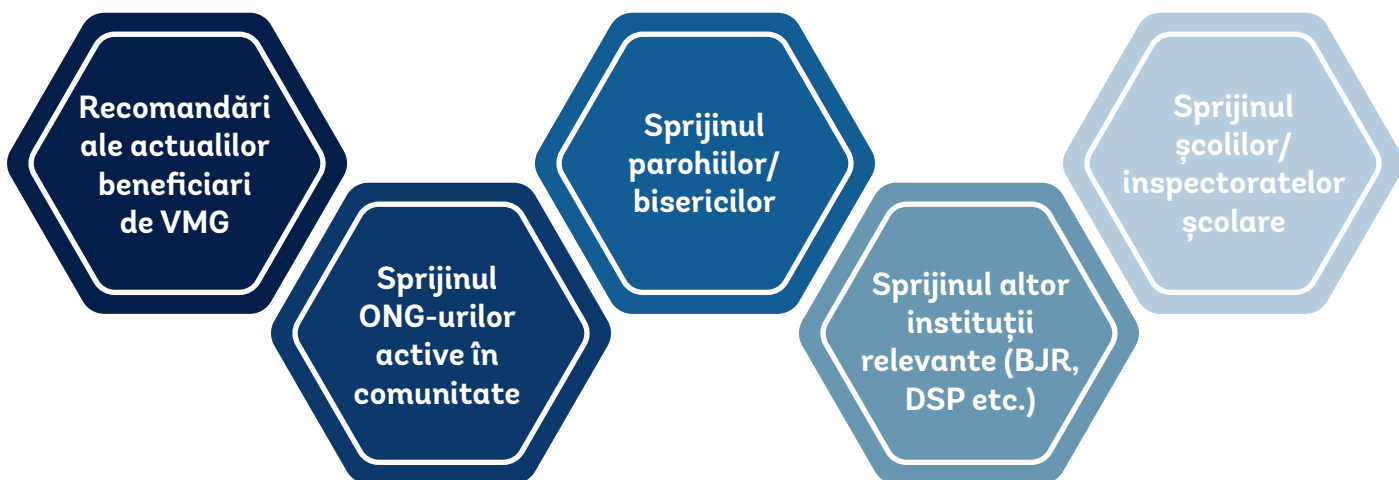 Recomandări
ale actualilor
beneficiari
de VMG
Sprijinul
ONG-urilor
active în
comunitate
Sprijinul
parohiilor/
bisericilor
Sprijinul altor
instituții
relevante (BJR,
DSP etc.)
Sprijinul
școlilor/
inspectoratelor
școlare